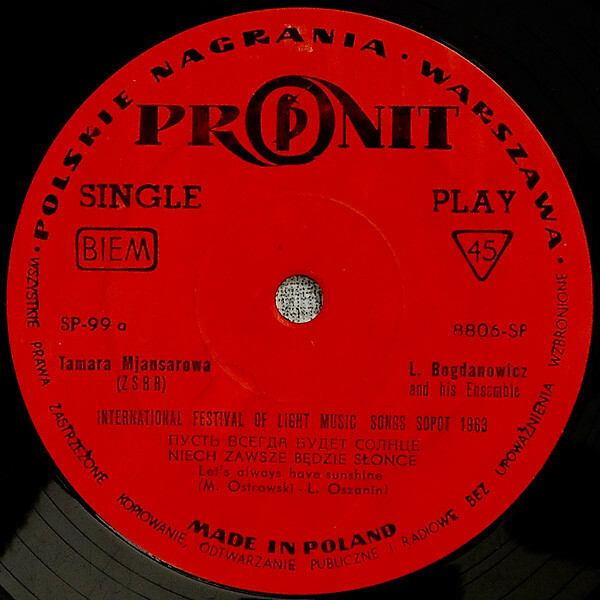 • POLSKIE NAGRANIA • WARSZAWA •
PRONIT
SINGLE PLAY
BIEM 45
SP-99 a 8806-SP
Tamara Mjansarowa L. Bogdanowicz
(ZSRR) and his Ensemble
INTERNATIONAL FESTIVAL OF LIGHT MUSIC SONGS SOPOT 1963
ПУСТЬ ВСЕГДА БУДЕТ СОЛНЦЕ
NIECH ZAWSZE BĘDZIE SŁOŃCE
Let's always have sunshine
(M. Ostrowski - L. Oszanin)
MADE IN POLAND
WSZYSTKIE PRAWA ZASTRZEŻONE KOPIOWANIE, ODTWARZANIE PUBLICZNE I RADIOWE BEZ UPOWAŻNIENIA WZBRONIONE